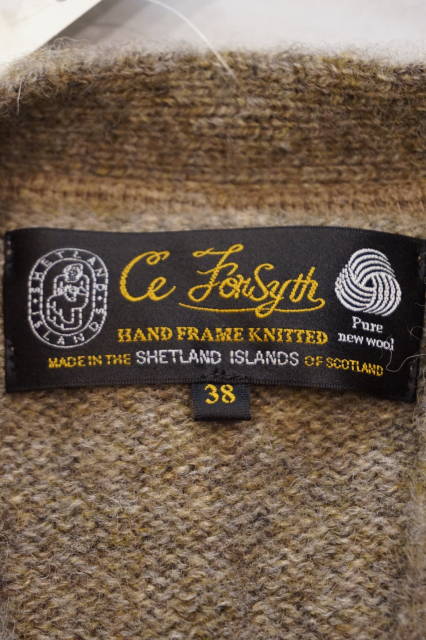 SHETLAND
ISLANDS
Ce Forsyth
Pure
new wool
HAND FRAME KNITTED
MADE IN THE SHETLAND ISLANDS OF SCOTLAND
38